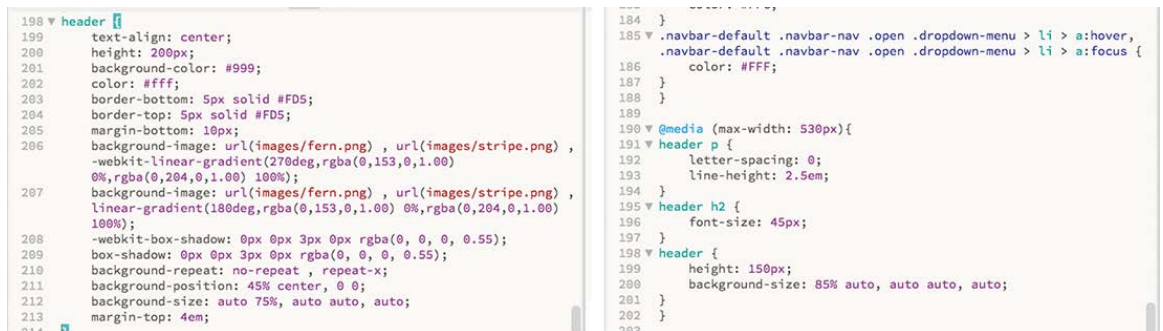 198 ▼ header {
199 text-align: center;
200 height: 200px;
201 background-color: #999;
202 color: #fff;
203 border-bottom: 5px solid #FD5;
204 border-top: 5px solid #FD5;
205 margin-bottom: 10px;
206 background-image: url(images/fern.png) , url(images/stripe.png) ,
-webkit-linear-gradient(270deg,rgba(0,153,0,1.00)
0%,rgba(0,204,0,1.00) 100%);
207 background-image: url(images/fern.png) , url(images/stripe.png) ,
linear-gradient(180deg,rgba(0,153,0,1.00) 0%,rgba(0,204,0,1.00)
100%);
208 -webkit-box-shadow: 0px 0px 3px 0px rgba(0, 0, 0, 0.55);
209 box-shadow: 0px 0px 3px 0px rgba(0, 0, 0, 0.55);
210 background-repeat: no-repeat , repeat-x;
211 background-position: 45% center, 0 0;
212 background-size: auto 75%, auto auto, auto;
213 margin-top: 4em;
184 }
185 ▼ .navbar-default .navbar-nav .open .dropdown-menu > li > a:hover,
.navbar-default .navbar-nav .open .dropdown-menu > li > a:focus {
186 color: #FFF;
187 }
188 }
189
190 ▼ @media (max-width: 530px){
191 ▼ header p {
192 letter-spacing: 0;
193 line-height: 2.5em;
194 }
195 ▼ header h2 {
196 font-size: 45px;
197 }
198 ▼ header {
199 height: 150px;
200 background-size: 85% auto, auto auto, auto;
201 }
202 }